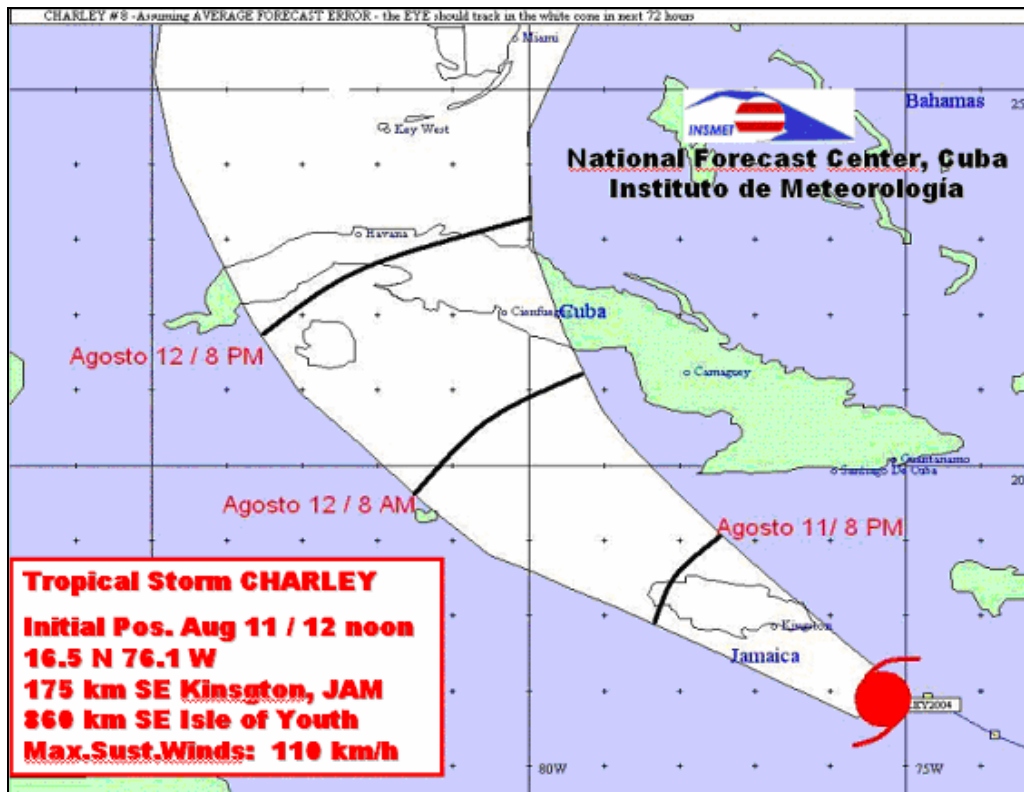 CHARLEY # 8 -Assuming AVERAGE FORECAST ERROR - the EYE should track in the white cone in next 72 hours
Miami
Bahamas
25
Key West
INSMET
National Forecast Center, Cuba
Instituto de Meteorología
Havana
Cienfueg
Cuba
Agosto 12 / 8 PM
Camaguey
Guantanamo
Santiago De Cuba
20
Agosto 12 / 8 AM
Agosto 11/ 8 PM
Tropical Storm CHARLEY
Initial Pos. Aug 11 / 12 noon
16.5 N 76.1 W
175 km SE Kinsgton, JAM
860 km SE Isle of Youth
Max.Sust.Winds: 110 km/h
Kingston
Jamaica
EY2004
80W
75W